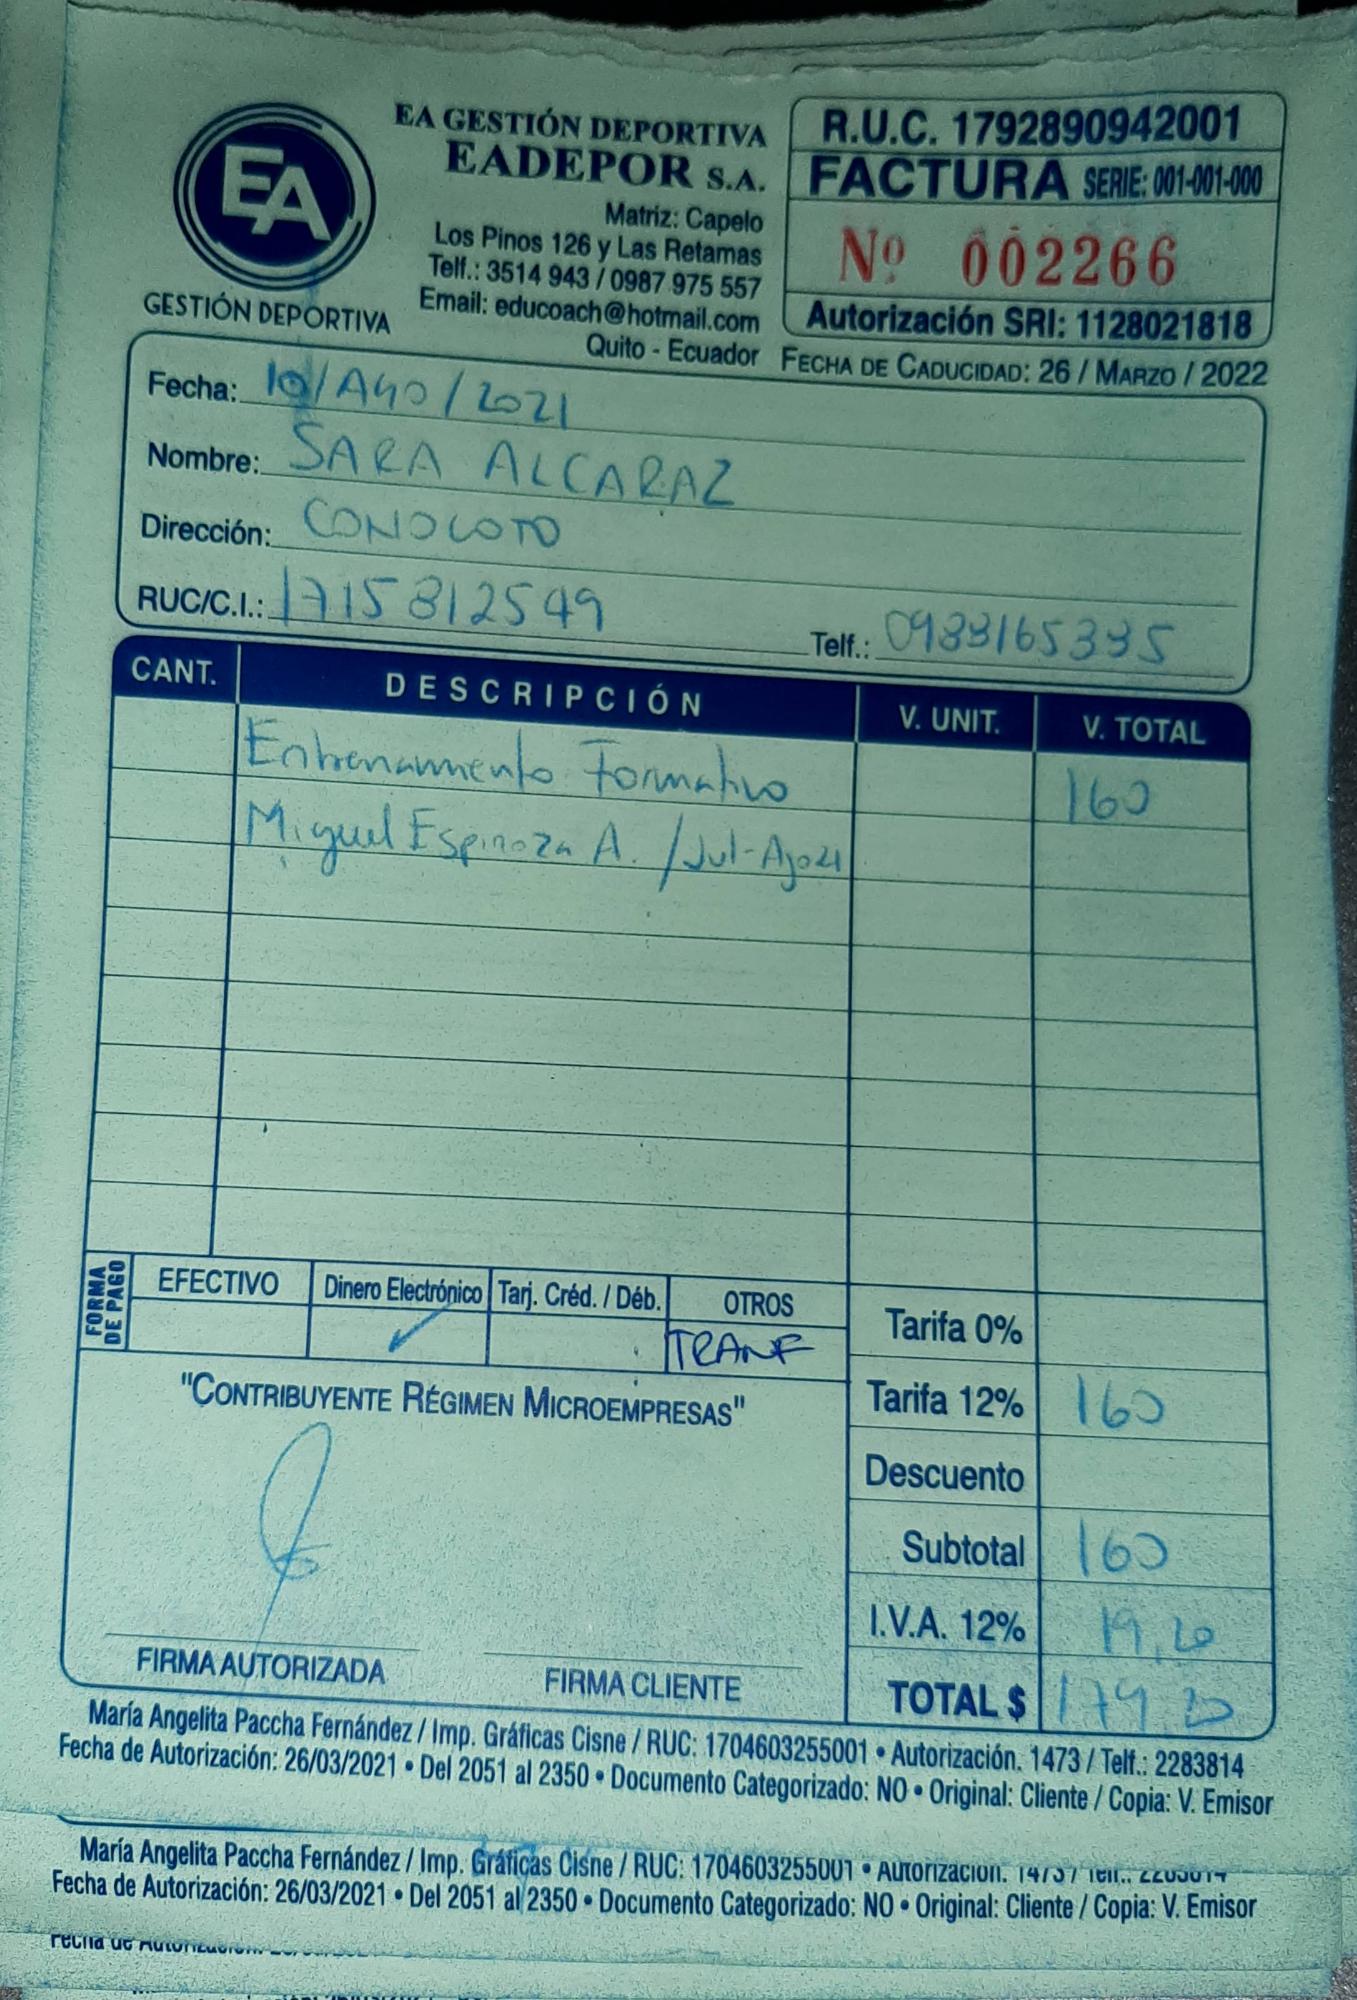 EA
GESTIÓN DEPORTIVA
EA GESTIÓN DEPORTIVA
EADEPOR S.A.
Matriz: Capelo
Los Pinos 126 y Las Retamas
Telf.: 3514 943 / 0987 975 557
Email: educoach@hotmail.com
Quito - Ecuador
R.U.C. 1792890942001
FACTURA SERIE: 001-001-000
Nº 002266
Autorización SRI: 1128021818
FECHA DE CADUCIDAD: 26 / MARZO / 2022
Fecha: 10/AGO/2021
Nombre: SARA ALCARAZ
Dirección: CONOCOTO
RUC/C.I.: 1715812549 Telf.:
CANT. DESCRIPCIÓN V. UNIT. V. TOTAL
Entrenamiento Formativo 160
Miguel Espinoza A. /Jul-Ago21
FORMA DE PAGO EFECTIVO Dinero Electrónico Tarj. Créd. / Déb. OTROS
TRANF
Tarifa 0%
Tarifa 12% 160
Descuento
Subtotal 160
I.V.A. 12% 19,20
TOTAL $ 179,20
"CONTRIBUYENTE RÉGIMEN MICROEMPRESAS"
FIRMA AUTORIZADA FIRMA CLIENTE
María Angelita Paccha Fernández / Imp. Gráficas Cisne / RUC: 1704603255001 • Autorización. 1473 / Telf.: 2283814
Fecha de Autorización: 26/03/2021 • Del 2051 al 2350 • Documento Categorizado: NO • Original: Cliente / Copia: V. Emisor
María Angelita Paccha Fernández / Imp. Gráficas Cisne / RUC: 1704603255001 • Autorización. 1473 / Telf.: 2283814
Fecha de Autorización: 26/03/2021 • Del 2051 al 2350 • Documento Categorizado: NO • Original: Cliente / Copia: V. Emisor
Fecha de Autorización: